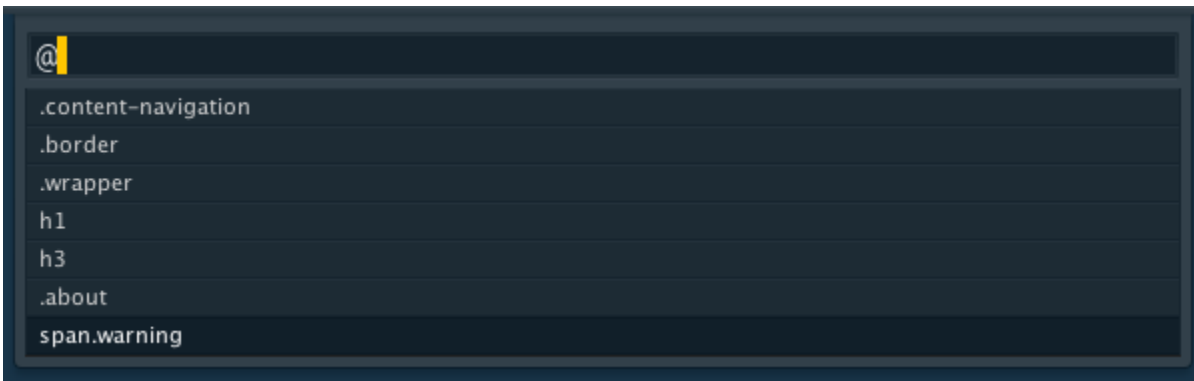 @
.content-navigation
.border
.wrapper
h1
h3
.about
span.warning